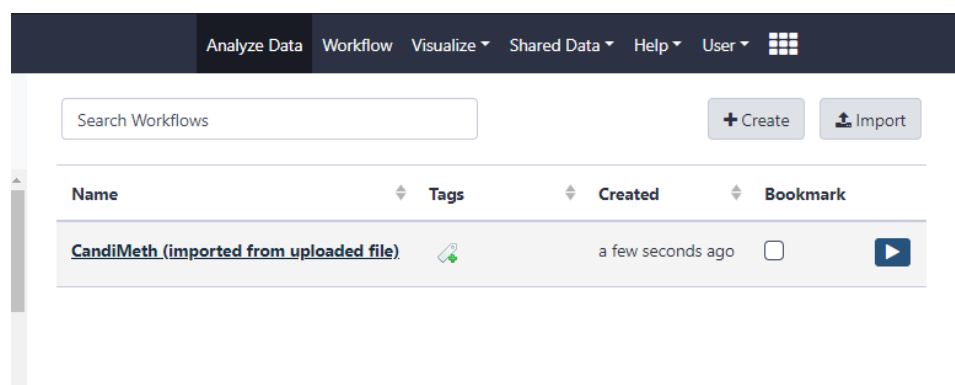 Analyze Data Workflow Visualize Shared Data Help User
Search Workflows
Create Import
Name Tags Created Bookmark
CandiMeth (imported from uploaded file) a few seconds ago